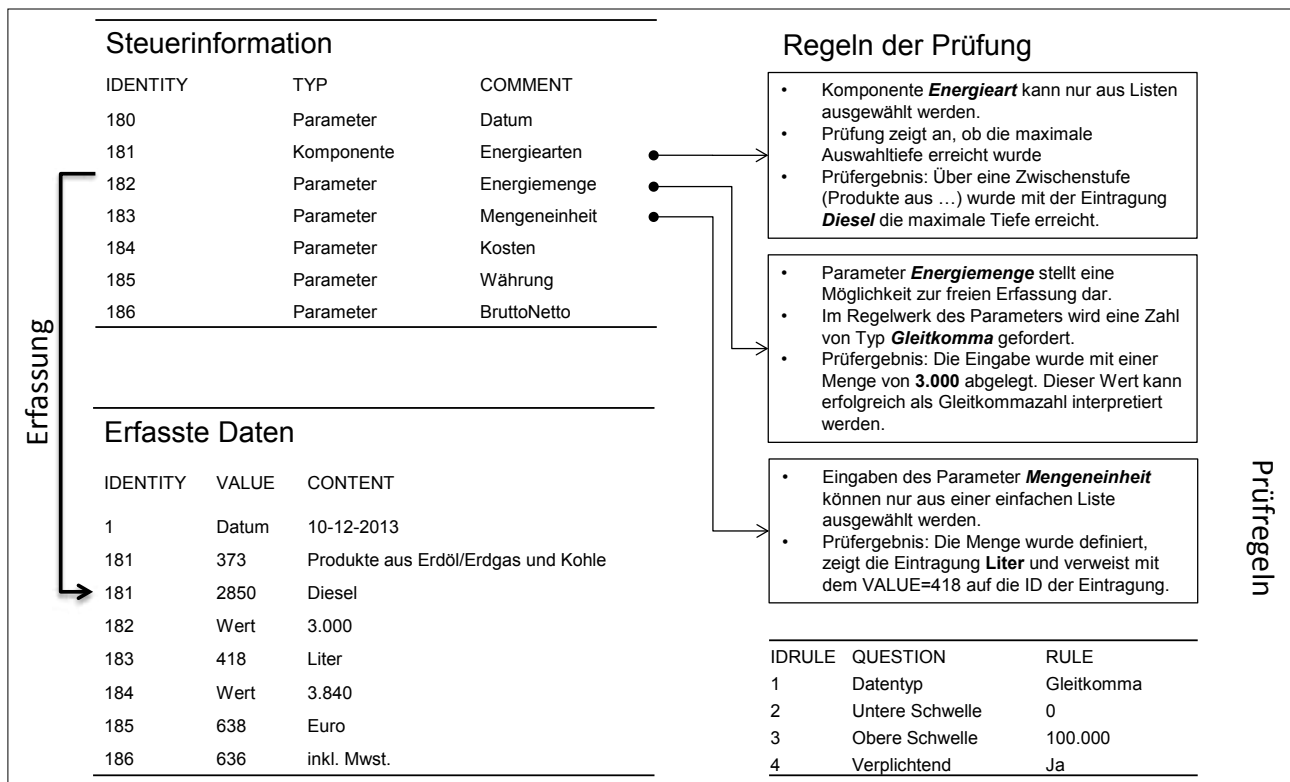 Steuerinformation
IDENTITY TYP COMMENT
180 Parameter Datum
181 Komponente Energiearten
182 Parameter Energiemenge
183 Parameter Mengeneinheit
184 Parameter Kosten
185 Parameter Währung
186 Parameter BruttoNetto
Erfassung
Erfasste Daten
IDENTITY VALUE CONTENT
1 Datum 10-12-2013
181 373 Produkte aus Erdöl/Erdgas und Kohle
181 2850 Diesel
182 Wert 3.000
183 418 Liter
184 Wert 3.840
185 638 Euro
186 636 inkl. Mwst.
Regeln der Prüfung
• Komponente Energieart kann nur aus Listen
ausgewählt werden.
• Prüfung zeigt an, ob die maximale
Auswahltiefe erreicht wurde
• Prüfergebnis: Über eine Zwischenstufe
(Produkte aus …) wurde mit der Eintragung
Diesel die maximale Tiefe erreicht.
• Parameter Energiemenge stellt eine
Möglichkeit zur freien Erfassung dar.
• Im Regelwerk des Parameters wird eine Zahl
von Typ Gleitkomma gefordert.
• Prüfergebnis: Die Eingabe wurde mit einer
Menge von 3.000 abgelegt. Dieser Wert kann
erfolgreich als Gleitkommazahl interpretiert
werden.
• Eingaben des Parameter Mengeneinheit
können nur aus einer einfachen Liste
ausgewählt werden.
• Prüfergebnis: Die Menge wurde definiert,
zeigt die Eintragung Liter und verweist mit
dem VALUE=418 auf die ID der Eintragung.
IDRULE QUESTION RULE
1 Datentyp Gleitkomma
2 Untere Schwelle 0
3 Obere Schwelle 100.000
4 Verplichtend Ja
Prüfregeln